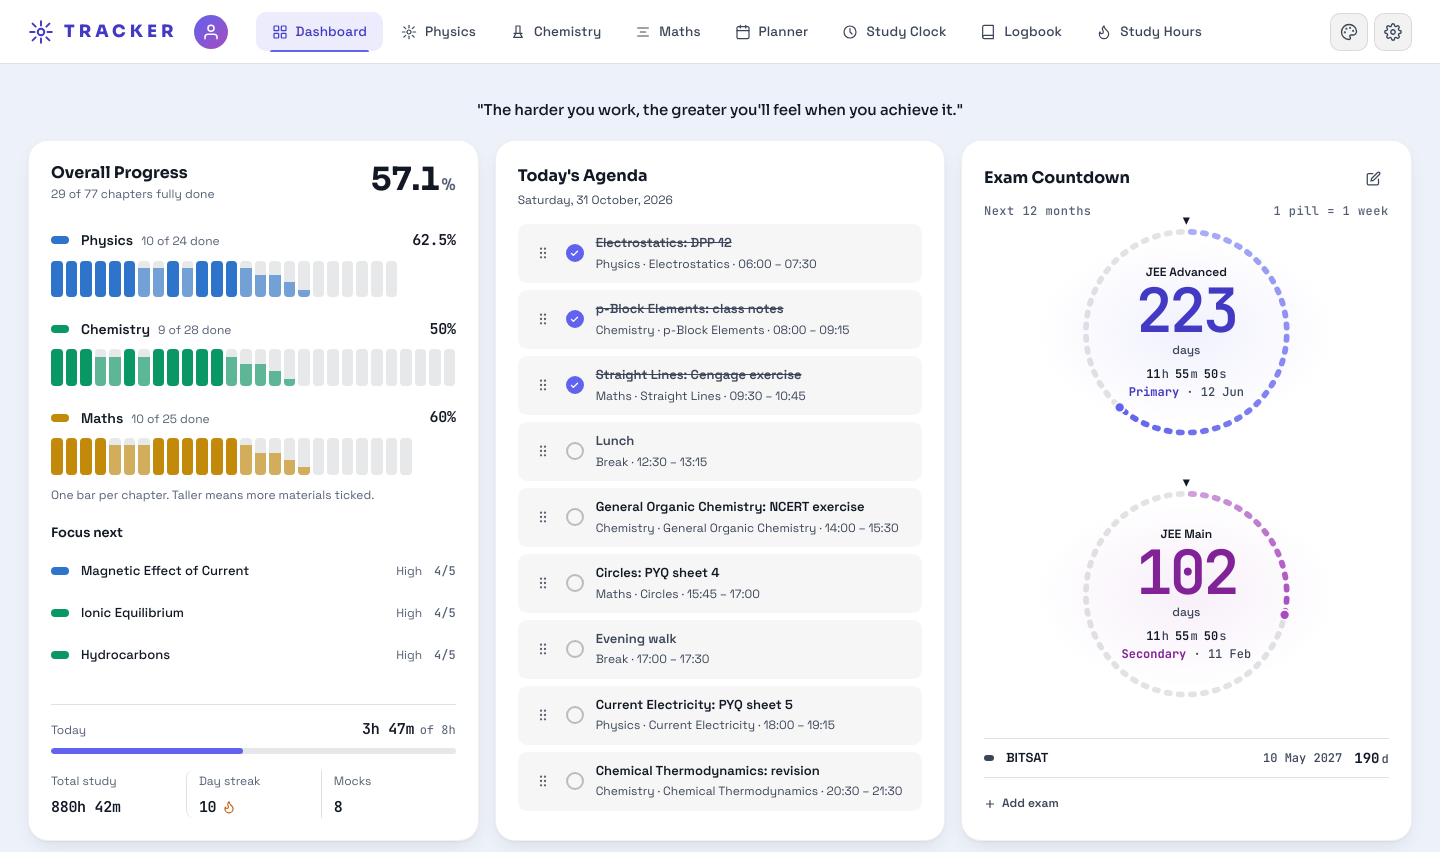 TRACKER
Dashboard
Physics
Chemistry
Maths
Planner
Study Clock
Logbook
Study Hours
"The harder you work, the greater you'll feel when you achieve it."
Overall Progress
57.1%
29 of 77 chapters fully done
Physics 10 of 24 done 62.5%
Chemistry 9 of 28 done 50%
Maths 10 of 25 done 60%
One bar per chapter. Taller means more materials ticked.
Focus next
Magnetic Effect of Current High 4/5
Ionic Equilibrium High 4/5
Hydrocarbons High 4/5
Today 3h 47m of 8h
Total study
880h 42m
Day streak
10
Mocks
8
Today's Agenda
Saturday, 31 October, 2026
Electrostatics: DPP 12
Physics · Electrostatics · 06:00 – 07:30
p-Block Elements: class notes
Chemistry · p-Block Elements · 08:00 – 09:15
Straight Lines: Cengage exercise
Maths · Straight Lines · 09:30 – 10:45
Lunch
Break · 12:30 – 13:15
General Organic Chemistry: NCERT exercise
Chemistry · General Organic Chemistry · 14:00 – 15:30
Circles: PYQ sheet 4
Maths · Circles · 15:45 – 17:00
Evening walk
Break · 17:00 – 17:30
Current Electricity: PYQ sheet 5
Physics · Current Electricity · 18:00 – 19:15
Chemical Thermodynamics: revision
Chemistry · Chemical Thermodynamics · 20:30 – 21:30
Exam Countdown
Next 12 months 1 pill = 1 week
JEE Advanced
223
days
11h 55m 50s
Primary · 12 Jun
JEE Main
102
days
11h 55m 50s
Secondary · 11 Feb
BITSAT 10 May 2027 190d
+ Add exam